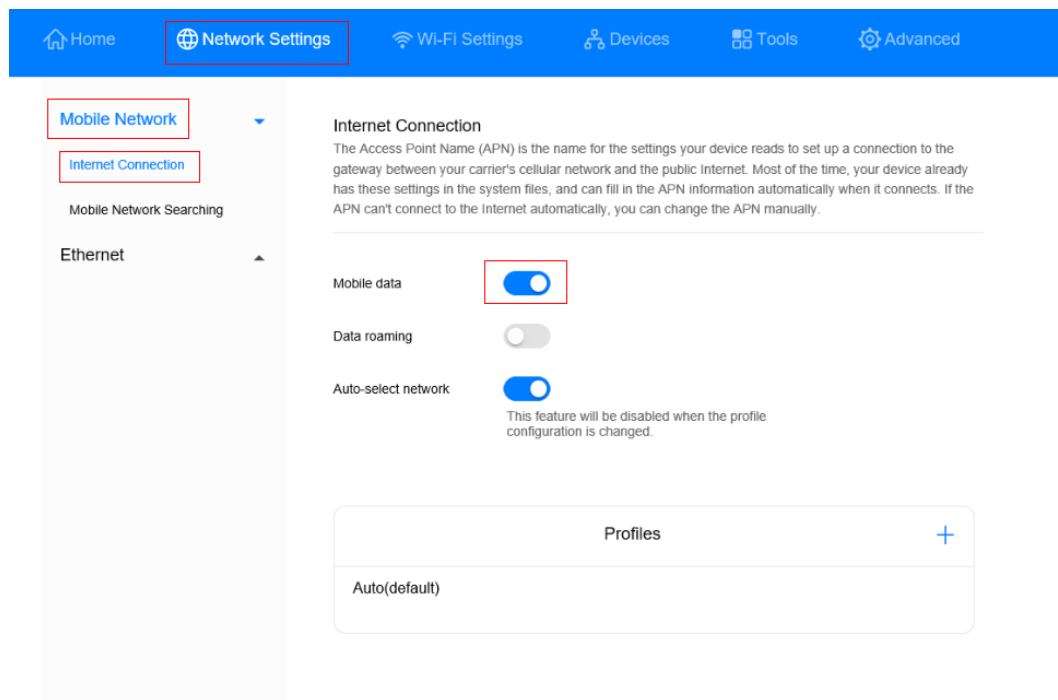 Home
Network Settings
Wi-Fi Settings
Devices
Tools
Advanced
Mobile Network
Internet Connection
Mobile Network Searching
Ethernet
Internet Connection
The Access Point Name (APN) is the name for the settings your device reads to set up a connection to the
gateway between your carrier's cellular network and the public Internet. Most of the time, your device already
has these settings in the system files, and can fill in the APN information automatically when it connects. If the
APN can't connect to the Internet automatically, you can change the APN manually.
Mobile data
Data roaming
Auto-select network
This feature will be disabled when the profile
configuration is changed.
Profiles
Auto(default)